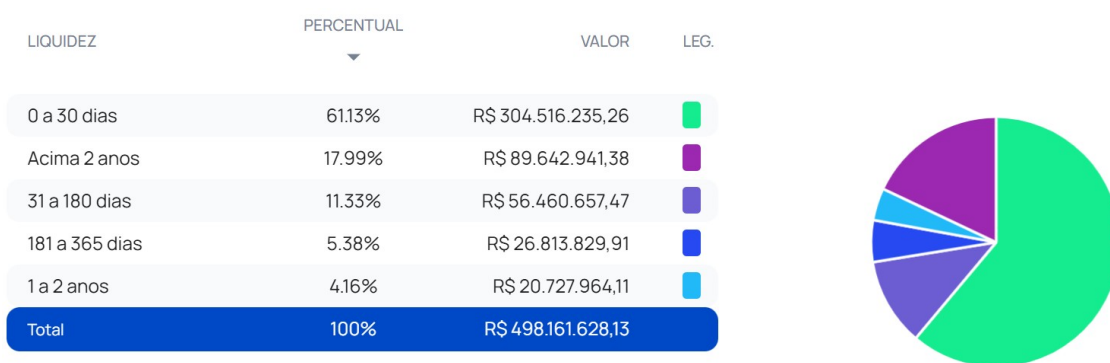 LIQUIDEZ PERCENTUAL VALOR LEG.
0 a 30 dias 61.13% R$ 304.516.235,26
Acima 2 anos 17.99% R$ 89.642.941,38
31 a 180 dias 11.33% R$ 56.460.657,47
181 a 365 dias 5.38% R$ 26.813.829,91
1 a 2 anos 4.16% R$ 20.727.964,11
Total 100% R$ 498.161.628,13